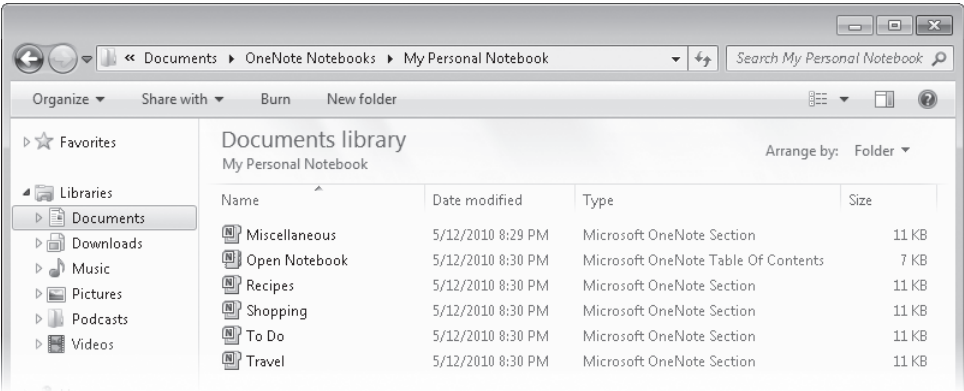 « Documents ▸ OneNote Notebooks ▸ My Personal Notebook Search My Personal Notebook
Organize ▾ Share with ▾ Burn New folder
Favorites
Libraries
Documents
Downloads
Music
Pictures
Podcasts
Videos
Documents library
My Personal Notebook
Arrange by: Folder ▾
Name Date modified Type Size
Miscellaneous 5/12/2010 8:29 PM Microsoft OneNote Section 11 KB
Open Notebook 5/12/2010 8:30 PM Microsoft OneNote Table Of Contents 7 KB
Recipes 5/12/2010 8:30 PM Microsoft OneNote Section 11 KB
Shopping 5/12/2010 8:30 PM Microsoft OneNote Section 11 KB
To Do 5/12/2010 8:30 PM Microsoft OneNote Section 11 KB
Travel 5/12/2010 8:30 PM Microsoft OneNote Section 11 KB